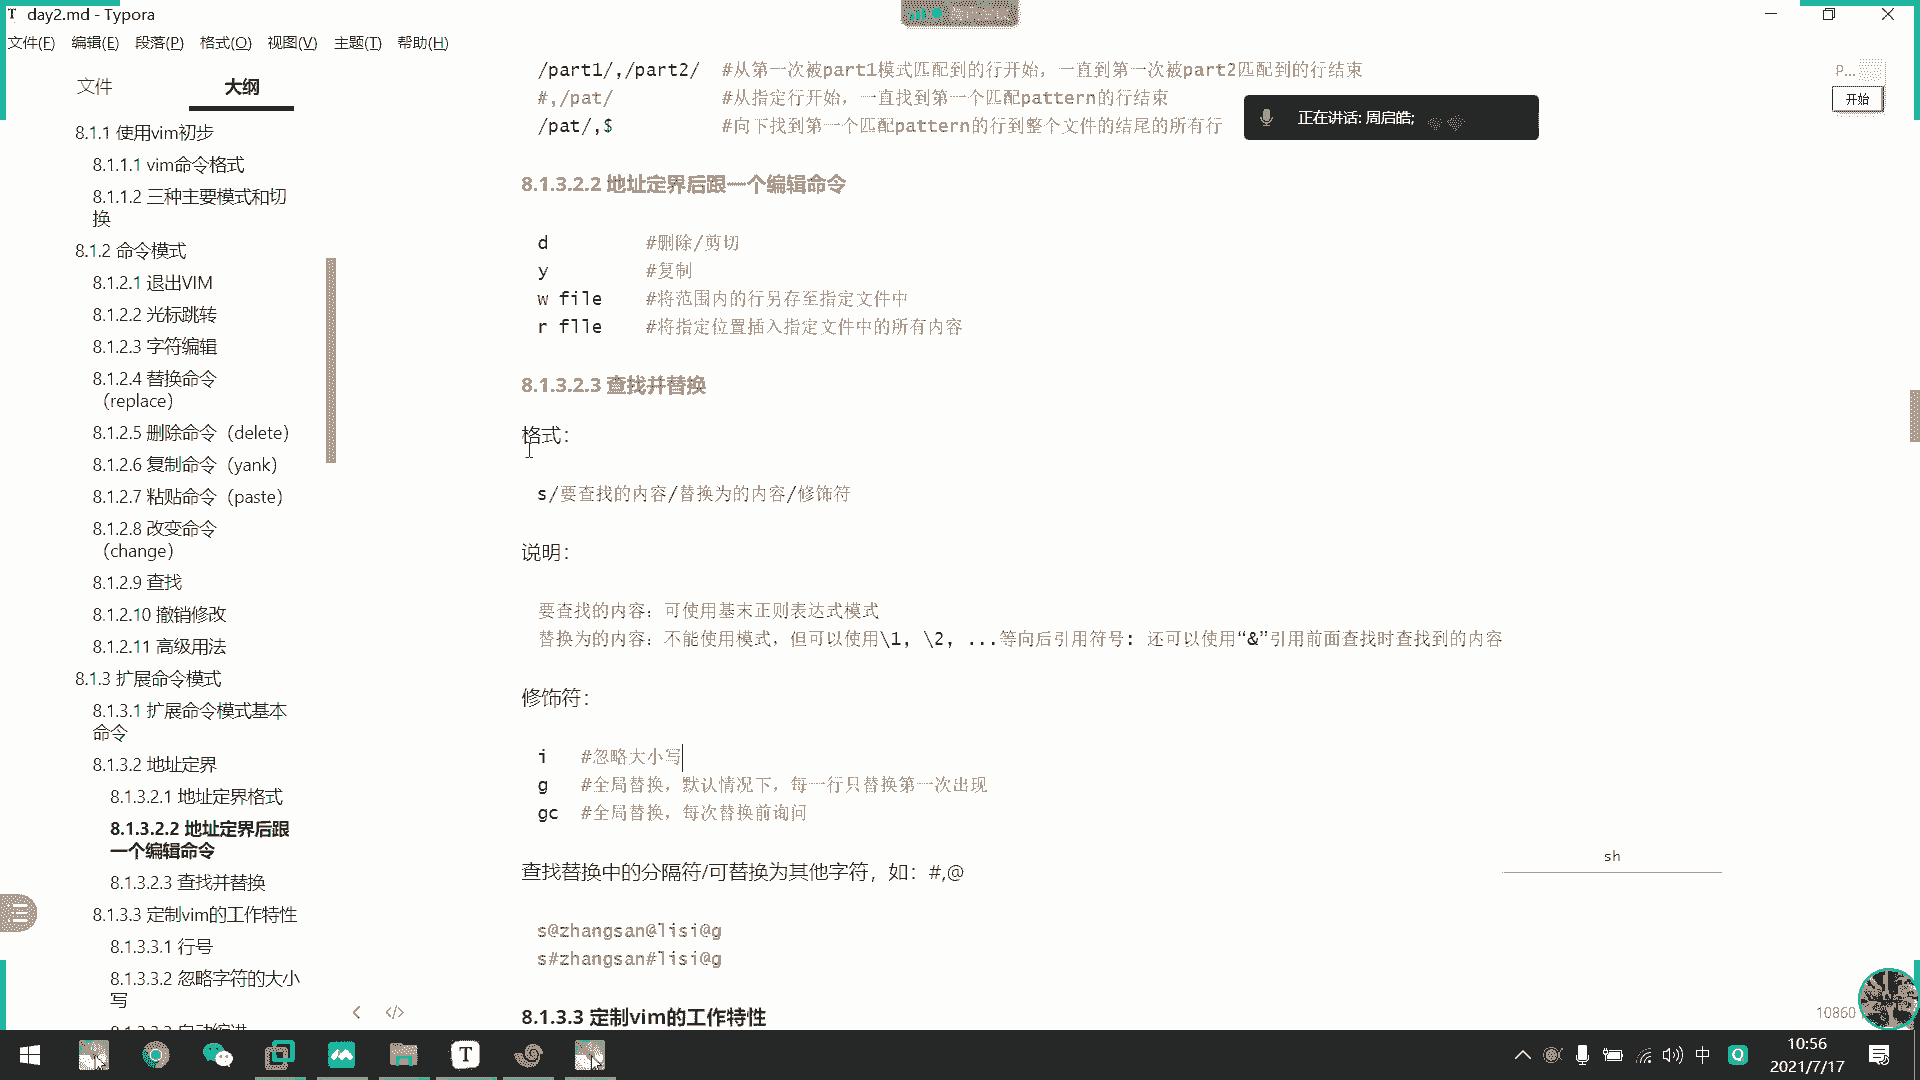 day2.md - Typora
文件(F) 编辑(E) 段落(P) 格式(O) 视图(V) 主题(T) 帮助(H)
文件 大纲
8.1.1 使用vim初步
8.1.1.1 vim命令格式
8.1.1.2 三种主要模式和切
换
8.1.2 命令模式
8.1.2.1 退出VIM
8.1.2.2 光标跳转
8.1.2.3 字符编辑
8.1.2.4 替换命令
（replace）
8.1.2.5 删除命令（delete）
8.1.2.6 复制命令（yank）
8.1.2.7 粘贴命令（paste）
8.1.2.8 改变命令
（change）
8.1.2.9 查找
8.1.2.10 撤销修改
8.1.2.11 高级用法
8.1.3 扩展命令模式
8.1.3.1 扩展命令模式基本
命令
8.1.3.2 地址定界
8.1.3.2.1 地址定界格式
8.1.3.2.2 地址定界后跟
一个编辑命令
8.1.3.2.3 查找并替换
8.1.3.3 定制vim的工作特性
8.1.3.3.1 行号
8.1.3.3.2 忽略字符的大小
写
/part1/,/part2/ #从第一次被part1模式匹配到的行开始，一直到第一次被part2匹配到的行结束
#,/pat/ #从指定行开始，一直找到第一个匹配pattern的行结束
/pat/,$ #向下找到第一个匹配pattern的行到整个文件的结尾的所有行
8.1.3.2.2 地址定界后跟一个编辑命令
d #删除/剪切
y #复制
w file #将范围内的行另存至指定文件中
r flle #将指定位置插入指定文件中的所有内容
8.1.3.2.3 查找并替换
格式：
s/要查找的内容/替换为的内容/修饰符
说明：
要查找的内容：可使用基末正则表达式模式
替换为的内容：不能使用模式，但可以使用\1, \2, ...等向后引用符号: 还可以使用“&”引用前面查找时查找到的内容
修饰符：
i #忽略大小写
g #全局替换，默认情况下，每一行只替换第一次出现
gc #全局替换，每次替换前询问
查找替换中的分隔符/可替换为其他字符，如：#,@
s@zhangsan@lisi@g
s#zhangsan#lisi@g
8.1.3.3 定制vim的工作特性
正在讲话: 周启皓;
P...
开始
sh
10860
中
10:56
2021/7/17